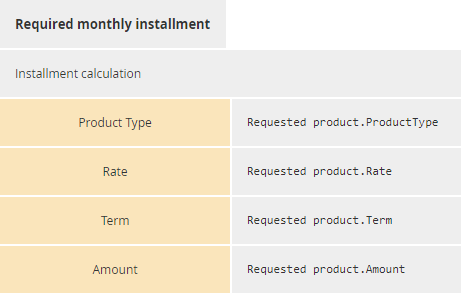 Required monthly installment
Installment calculation
Product Type Requested product.ProductType
Rate Requested product.Rate
Term Requested product.Term
Amount Requested product.Amount